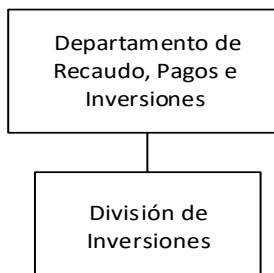 Departamento de
Recaudo, Pagos e
Inversiones
División de
Inversiones